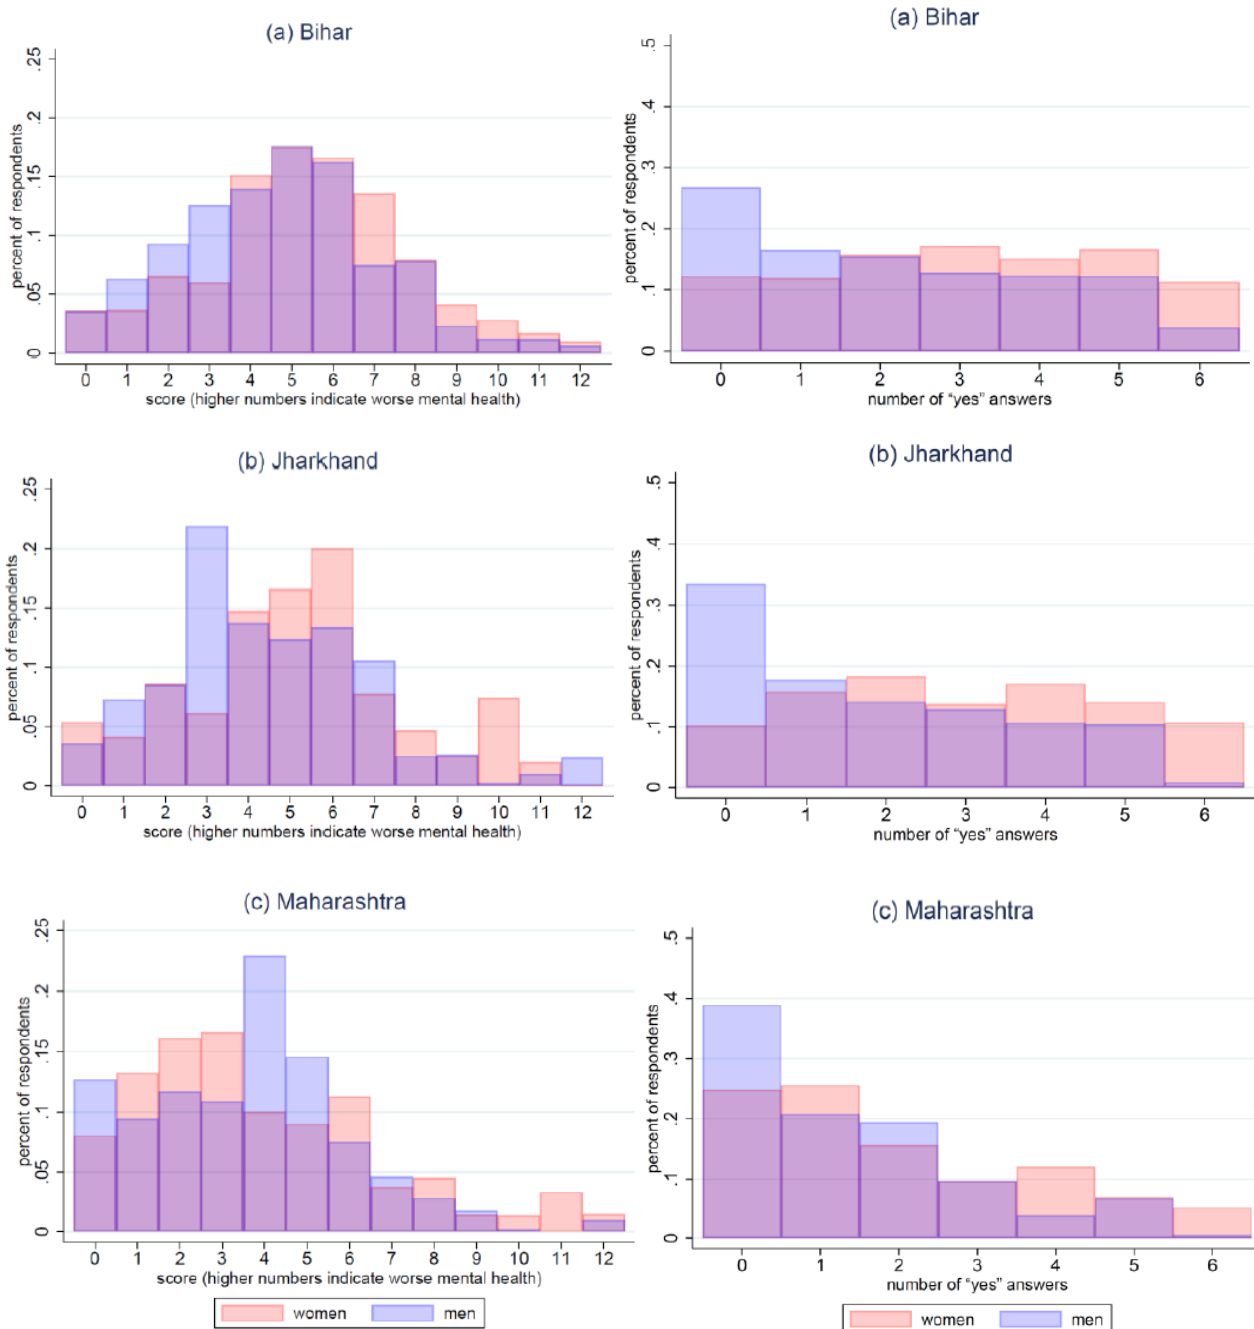 (a) Bihar
percent of respondents
0 .05 .1 .15 .2 .25
0 1 2 3 4 5 6 7 8 9 10 11 12
score (higher numbers indicate worse mental health)
(a) Bihar
percent of respondents
0 .1 .2 .3 .4 .5
0 1 2 3 4 5 6
number of “yes” answers
(b) Jharkhand
percent of respondents
0 .05 .1 .15 .2 .25
0 1 2 3 4 5 6 7 8 9 10 11 12
score (higher numbers indicate worse mental health)
(b) Jharkhand
percent of respondents
0 .1 .2 .3 .4 .5
0 1 2 3 4 5 6
number of “yes” answers
(c) Maharashtra
percent of respondents
0 .05 .1 .15 .2 .25
0 1 2 3 4 5 6 7 8 9 10 11 12
score (higher numbers indicate worse mental health)
women men
(c) Maharashtra
percent of respondents
0 .1 .2 .3 .4 .5
0 1 2 3 4 5 6
number of “yes” answers
women men